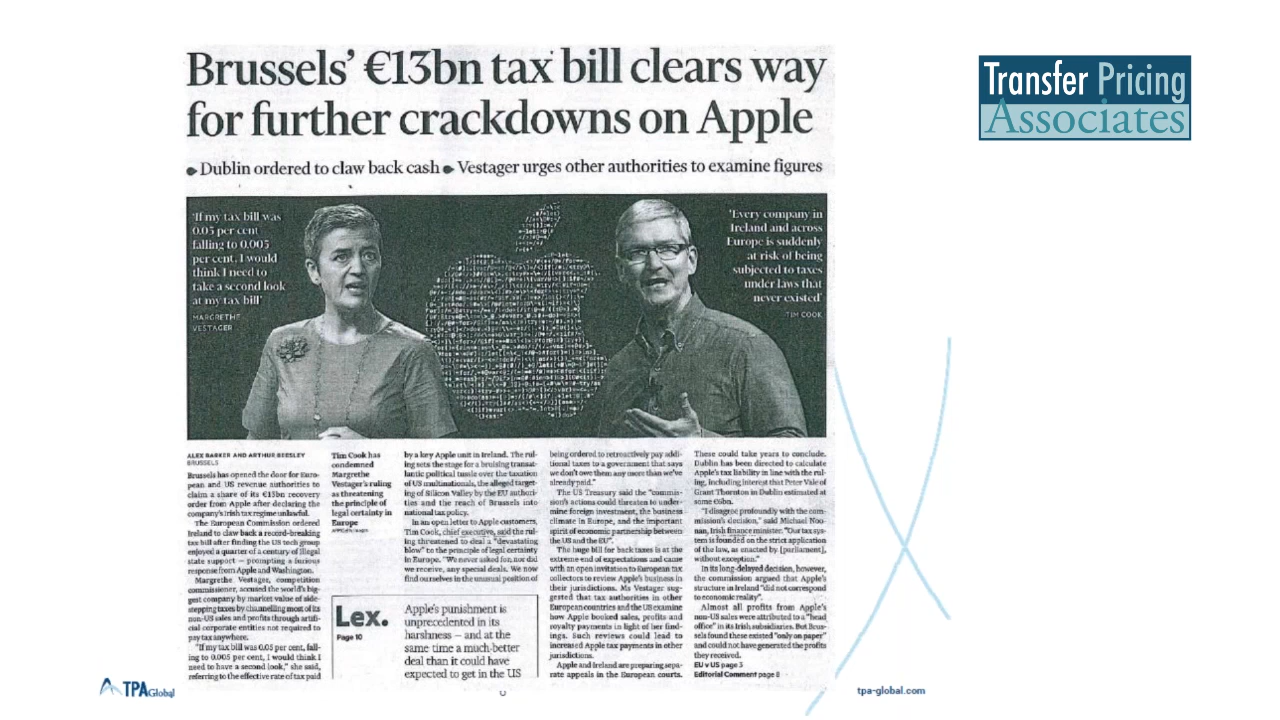 Brussels' €13bn tax bill clears way
for further crackdowns on Apple
Dublin ordered to claw back cash Vestager urges other authorities to examine figures
Transfer Pricing
Associates
'If my tax bill was
0.05 per cent
falling to 0.005
per cent, I would
think I need to
take a second look
at my tax bill'
MARGRETHE
VESTAGER
'Every company in
Ireland and across
Europe is suddenly
at risk of being
subjected to taxes
under laws that
never existed'
TIM COOK
ALEX BARKER AND ARTHUR BEESLEY
BRUSSELS
Brussels has opened the door for Euro-
pean and US revenue authorities to
claim a share of its €13bn recovery
order from Apple after declaring the
company's Irish tax regime unlawful.
The European Commission ordered
Ireland to claw back a record-breaking
tax bill after finding the US tech group
enjoyed a quarter of a century of illegal
state support — prompting a furious
response from Apple and Washington.
Margrethe Vestager, competition
commissioner, accused the world's big-
gest company by market value of side-
stepping taxes by channelling most of its
non-US sales and profits through artifi-
cial corporate entities not required to
pay tax anywhere.
"If my tax bill was 0.05 per cent, fall-
ing to 0.005 per cent, I would think I
need to have a second look," she said,
referring to the effective rate of tax paid
Tim Cook has
condemned
Margrethe
Vestager's ruling
as threatening
the principle of
legal certainty in
Europe
by a key Apple unit in Ireland. The rul-
ing sets the stage for a bruising transat-
lantic political tussle over the taxation
of US multinationals, the alleged target-
ing of Silicon Valley by the EU authori-
ties and the reach of Brussels into
national tax policy.
In an open letter to Apple customers,
Tim Cook, chief executive, said the rul-
ing threatened to deal a "devastating
blow" to the principle of legal certainty
in Europe. "We never asked for, nor did
we receive, any special deals. We now
find ourselves in the unusual position of
Lex.
Page 10
Apple's punishment is
unprecedented in its
harshness — and at the
same time a much-better
deal than it could have
expected to get in the US
being ordered to retroactively pay addi-
tional taxes to a government that says
we don't owe them any more than we've
already paid."
The US Treasury said the "commis-
sion's actions could threaten to under-
mine foreign investment, the business
climate in Europe, and the important
spirit of economic partnership between
the US and the EU".
The huge bill for back taxes is at the
extreme end of expectations and came
with an open invitation to European tax
collectors to review Apple's business in
their jurisdictions. Ms Vestager sug-
gested that tax authorities in other
European countries and the US examine
how Apple booked sales, profits and
royalty payments in light of her find-
ings. Such reviews could lead to
increased Apple tax payments in other
jurisdictions.
Apple and Ireland are preparing sepa-
rate appeals in the European courts.
These could take years to conclude.
Dublin has been directed to calculate
Apple's tax liability in line with the rul-
ing, including interest that Peter Vale of
Grant Thornton in Dublin estimated at
some €6bn.
"I disagree profoundly with the com-
mission's decision," said Michael Noo-
nan, Irish finance minister. "Our tax sys-
tem is founded on the strict application
of the law, as enacted by [parliament],
without exception."
In its long-delayed decision, however,
the commission argued that Apple's
structure in Ireland "did not correspond
to economic reality".
Almost all profits from Apple's
non-US sales were attributed to a "head
office" in its Irish subsidiaries. But Brus-
sels found these existed "only on paper"
and could not have generated the profits
they received.
EU v US page 3
Editorial Comment page 8
TPA Global
tpa-global.com